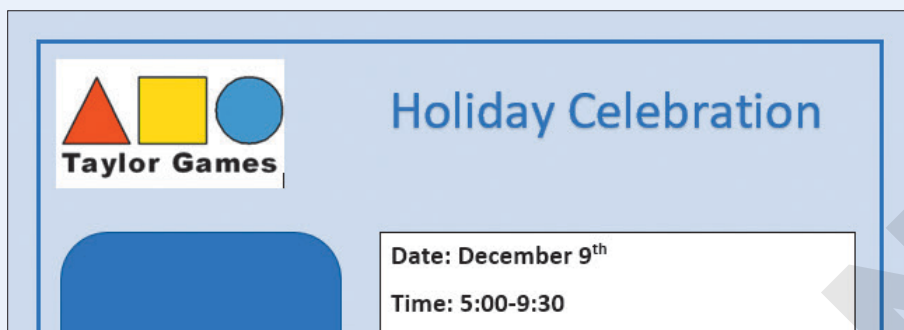 Holiday Celebration
Taylor Games
Date: December 9th
Time: 5:00-9:30